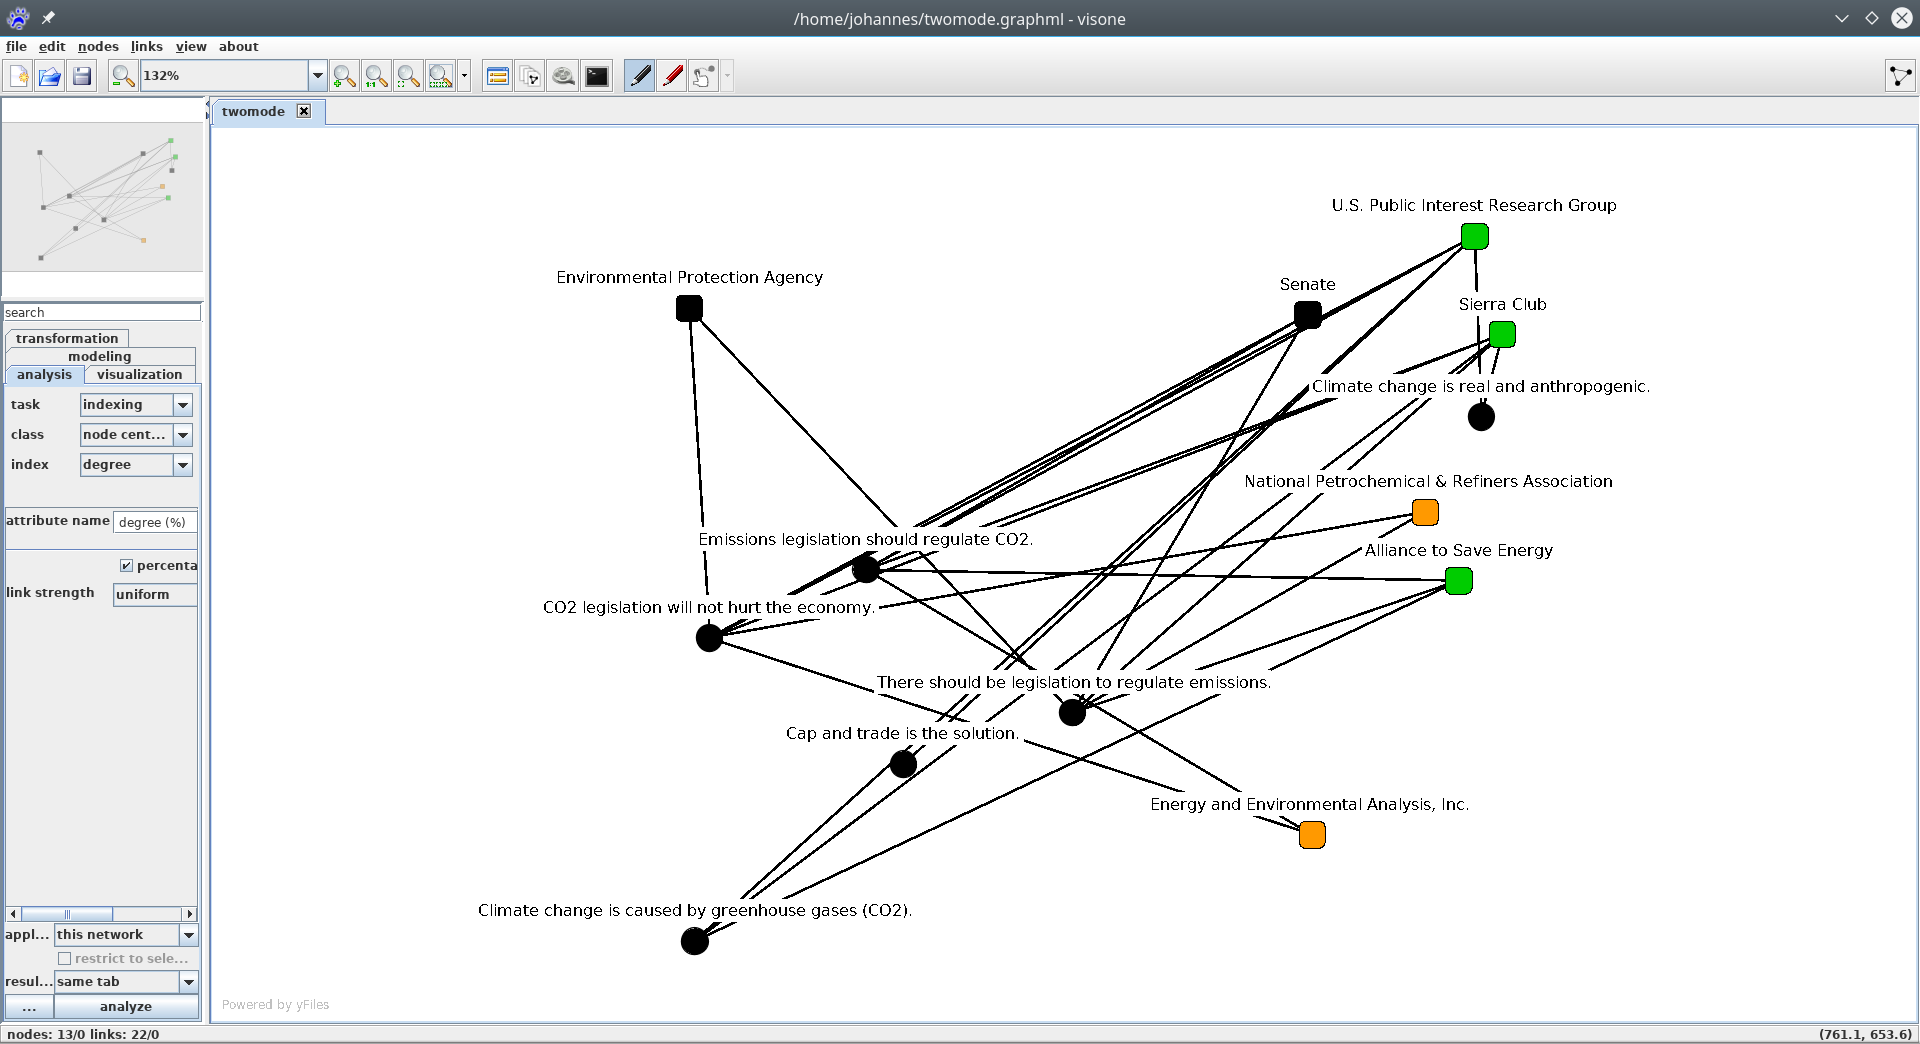 /home/johannes/twomode.graphml - visone
file edit nodes links view about
132%
twomode
search
transformation
modeling
analysis visualization
task indexing
class node cent...
index degree
attribute name degree (%)
percenta
link strength uniform
appl... this network
restrict to sele...
resul... same tab
... analyze
U.S. Public Interest Research Group
Environmental Protection Agency
Senate
Sierra Club
Climate change is real and anthropogenic.
National Petrochemical & Refiners Association
Emissions legislation should regulate CO2.
Alliance to Save Energy
CO2 legislation will not hurt the economy.
There should be legislation to regulate emissions.
Cap and trade is the solution.
Energy and Environmental Analysis, Inc.
Climate change is caused by greenhouse gases (CO2).
Powered by yFiles
nodes: 13/0 links: 22/0 (761.1, 653.6)